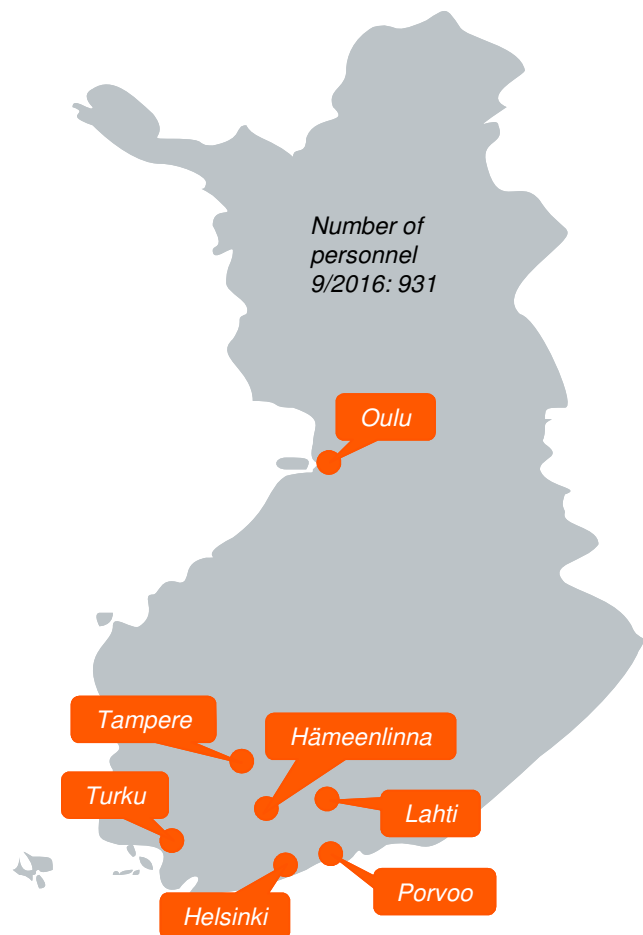 Number of
personnel
9/2016: 931
Oulu
Tampere
Hämeenlinna
Turku
Lahti
Porvoo
Helsinki